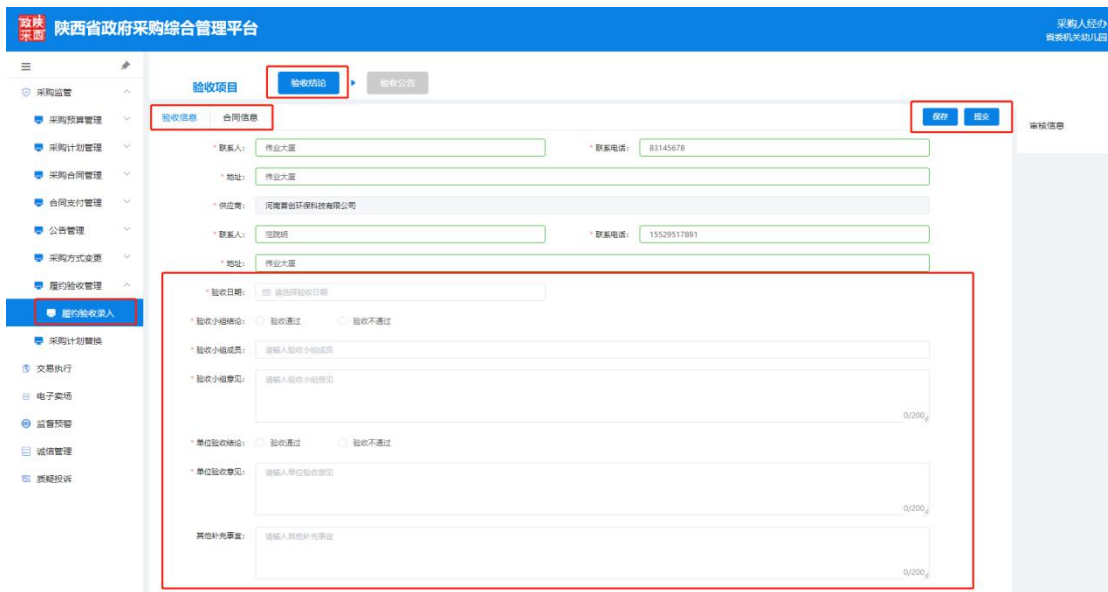 政陕
采西
陕西省政府采购综合管理平台
采购人经办
省委机关幼儿园
采购监管
采购预算管理
采购计划管理
采购合同管理
合同支付管理
公告管理
采购方式变更
履约验收管理
履约验收录入
采购计划替换
交易执行
电子卖场
监督预警
诚信管理
质疑投诉
验收项目
验收结论
验收公告
验收信息 合同信息
保存 提交
审核信息
* 联系人: 伟业大厦 * 联系电话: 83145678
* 地址: 伟业大厦
* 供应商: 河南首创环保科技有限公司
* 联系人: * 联系电话: 15529517891
* 地址: 伟业大厦
* 验收日期: 请选择验收日期
* 验收小组结论: 验收通过 验收不通过
* 验收小组成员: 请输入验收小组成员
* 验收小组意见: 请输入验收小组意见
0/200
* 单位验收结论: 验收通过 验收不通过
* 单位验收意见: 请输入单位验收意见
0/200
其他补充事宜: 请输入其他补充事宜
0/200